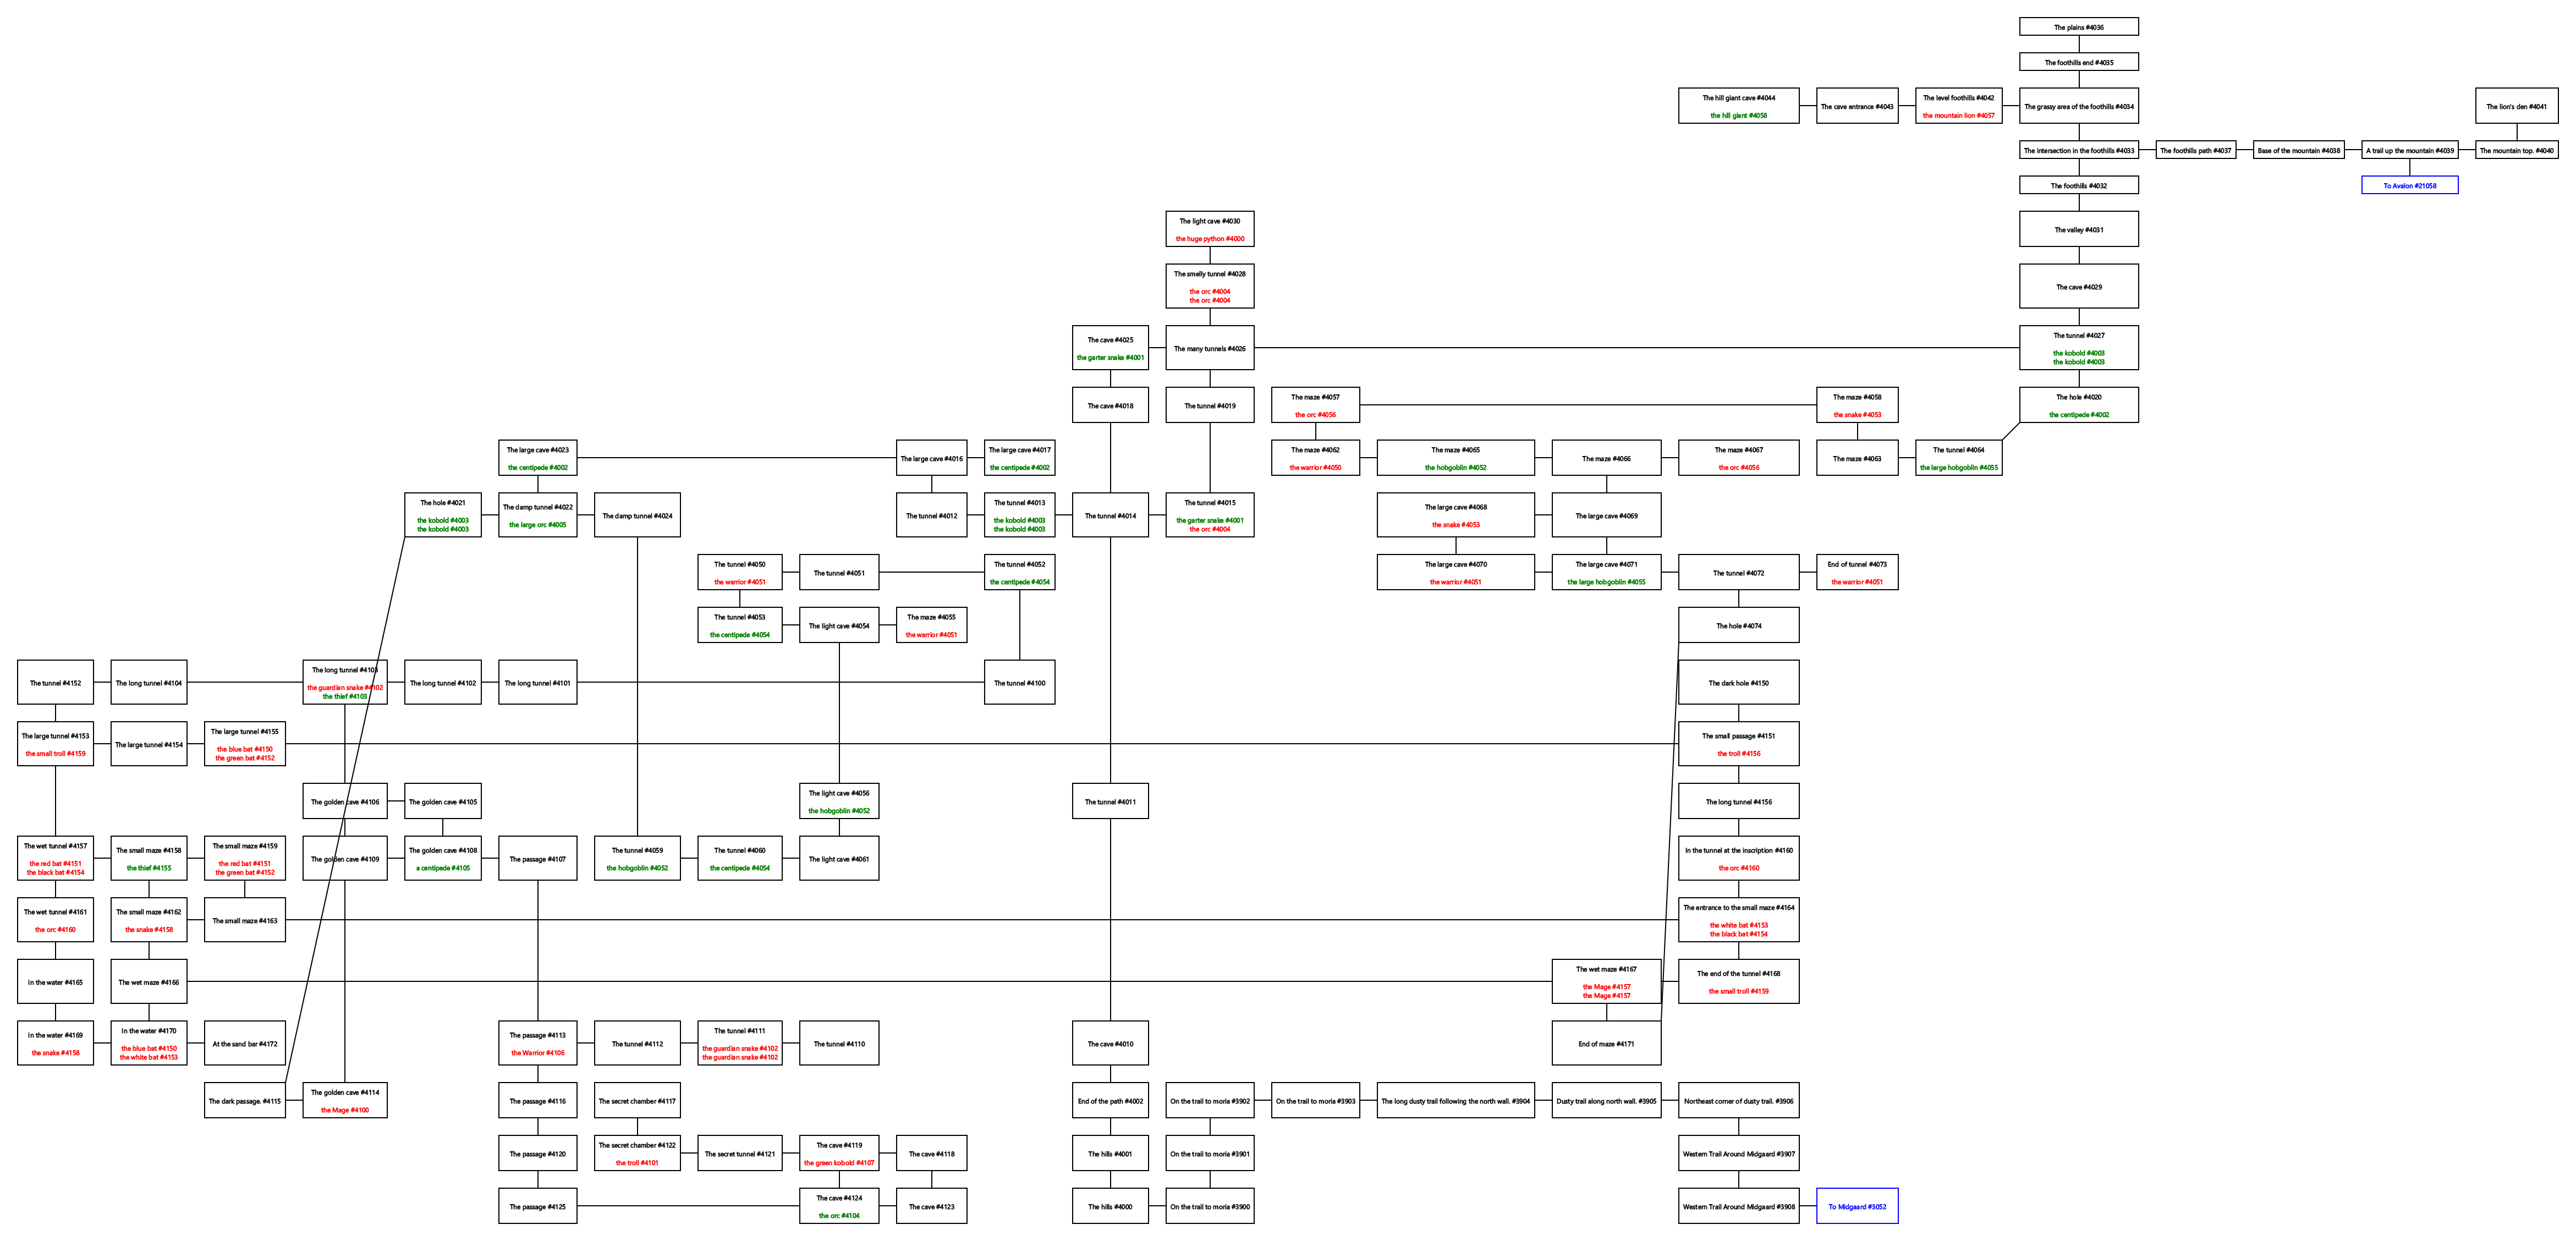 The plains #4036
The foothills end #4035
The hill giant cave #4044
the hill giant #4058
The cave entrance #4043
The level foothills #4042
the mountain lion #4057
The grassy area of the foothills #4034
The lion's den #4041
The intersection in the foothills #4033
The foothills path #4037
Base of the mountain #4038
A trail up the mountain #4039
The mountain top. #4040
The foothills #4032
To Avalon #21058
The light cave #4030
the huge python #4000
The valley #4031
The smelly tunnel #4028
the orc #4004
the orc #4004
The cave #4029
The cave #4025
the garter snake #4001
The many tunnels #4026
The tunnel #4027
the kobold #4003
the kobold #4003
The cave #4018
The tunnel #4019
The maze #4057
the orc #4056
The maze #4058
the snake #4053
The hole #4020
the centipede #4002
The large cave #4023
the centipede #4002
The large cave #4016
The large cave #4017
the centipede #4002
The maze #4062
the warrior #4050
The maze #4065
the hobgoblin #4052
The maze #4066
The maze #4067
the orc #4056
The maze #4063
The tunnel #4064
the large hobgoblin #4055
The hole #4021
the kobold #4003
the kobold #4003
The damp tunnel #4022
the large orc #4005
The damp tunnel #4024
The tunnel #4012
The tunnel #4013
the kobold #4003
the kobold #4003
The tunnel #4014
The tunnel #4015
the garter snake #4001
the orc #4004
The large cave #4068
the snake #4053
The large cave #4069
The tunnel #4050
the warrior #4051
The tunnel #4051
The tunnel #4052
the centipede #4054
The large cave #4070
the warrior #4051
The large cave #4071
the large hobgoblin #4055
The tunnel #4072
End of tunnel #4073
the warrior #4051
The tunnel #4053
the centipede #4054
The light cave #4054
The maze #4055
the warrior #4051
The hole #4074
The tunnel #4152
The long tunnel #4104
The long tunnel #4103
the guardian snake #4102
the thief #4103
The long tunnel #4102
The long tunnel #4101
The tunnel #4100
The dark hole #4150
The large tunnel #4153
the small troll #4159
The large tunnel #4154
The large tunnel #4155
the blue bat #4150
the green bat #4152
The small passage #4151
the troll #4156
The golden cave #4106
The golden cave #4105
The light cave #4056
the hobgoblin #4052
The tunnel #4011
The long tunnel #4156
The wet tunnel #4157
the red bat #4151
the black bat #4154
The small maze #4158
the thief #4155
The small maze #4159
the red bat #4151
the green bat #4152
The golden cave #4109
The golden cave #4108
a centipede #4105
The passage #4107
The tunnel #4059
the hobgoblin #4052
The tunnel #4060
the centipede #4054
The light cave #4061
In the tunnel at the inscription #4160
the orc #4160
The wet tunnel #4161
the orc #4160
The small maze #4162
the snake #4158
The small maze #4163
The entrance to the small maze #4164
the white bat #4153
the black bat #4154
In the water #4165
The wet maze #4166
The wet maze #4167
the Mage #4157
the Mage #4157
The end of the tunnel #4168
the small troll #4159
In the water #4169
the snake #4158
In the water #4170
the blue bat #4150
the white bat #4153
At the sand bar #4172
The passage #4113
the Warrior #4106
The tunnel #4112
The tunnel #4111
the guardian snake #4102
the guardian snake #4102
The tunnel #4110
The cave #4010
End of maze #4171
The dark passage. #4115
The golden cave #4114
the Mage #4100
The passage #4116
The secret chamber #4117
End of the path #4002
On the trail to moria #3902
On the trail to moria #3903
The long dusty trail following the north wall. #3904
Dusty trail along north wall. #3905
Northeast corner of dusty trail. #3906
The passage #4120
The secret chamber #4122
the troll #4101
The secret tunnel #4121
The cave #4119
the green kobold #4107
The cave #4118
The hills #4001
On the trail to moria #3901
Western Trail Around Midgaard #3907
The passage #4125
The cave #4124
the orc #4104
The cave #4123
The hills #4000
On the trail to moria #3900
Western Trail Around Midgaard #3908
To Midgaard #3052